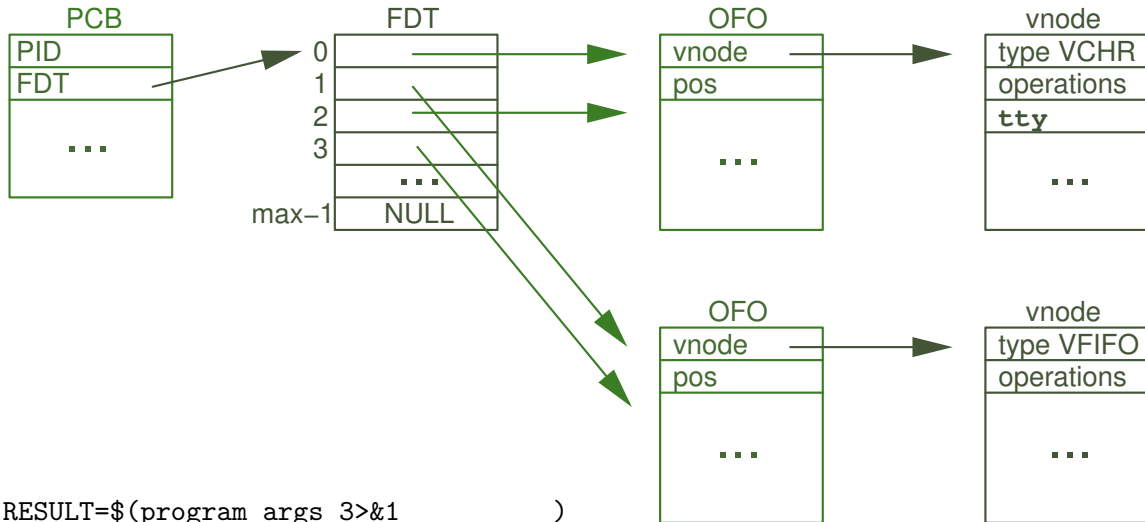 PCB
PID
FDT
...
FDT
0
1
2
3
...
max−1 NULL
OFO
vnode
pos
...
vnode
type VCHR
operations
tty
...
OFO
vnode
pos
...
vnode
type VFIFO
operations
...
RESULT=$(program args 3>&1 )